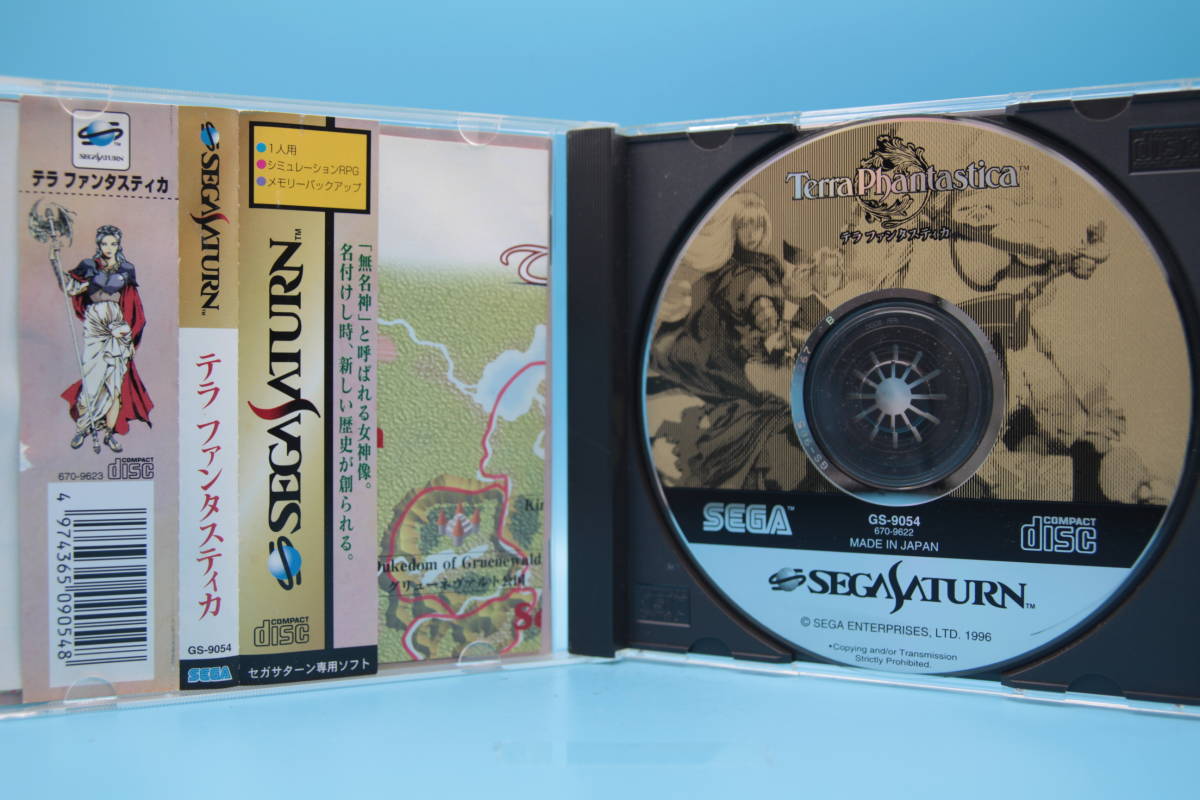 SEGA SATURN™
テラ ファンタスティカ
670-9623
COMPACT
disc
4 974365 090548
SEGA SATURN™
テラ ファンタスティカ
GS-9054
SEGA
●1人用
●シミュレーションRPG
●メモリーバックアップ
SEGA SATURN™
COMPACT
disc
「無名神」と呼ばれる女神像。
名付けし時、新しい歴史が創られる。
セガサターン専用ソフト
Dukedom of Gruenewald
グリューネヴァルト公国
Terra Phantastica™
テラ ファンタスティカ
SEGA™
GS-9054
670-9622
MADE IN JAPAN
COMPACT
disc
SEGA SATURN™
© SEGA ENTERPRISES, LTD. 1996
•Copying and/or Transmission
Strictly Prohibited.